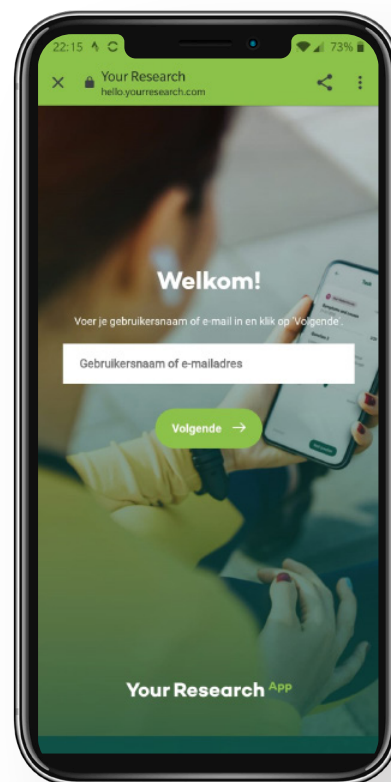 22:15 73%
Your Research
hello.yourresearch.com
Welkom!
Voer je gebruikersnaam of e-mail in en klik op 'Volgende'.
Gebruikersnaam of e-mailadres
Volgende →
Your Research App